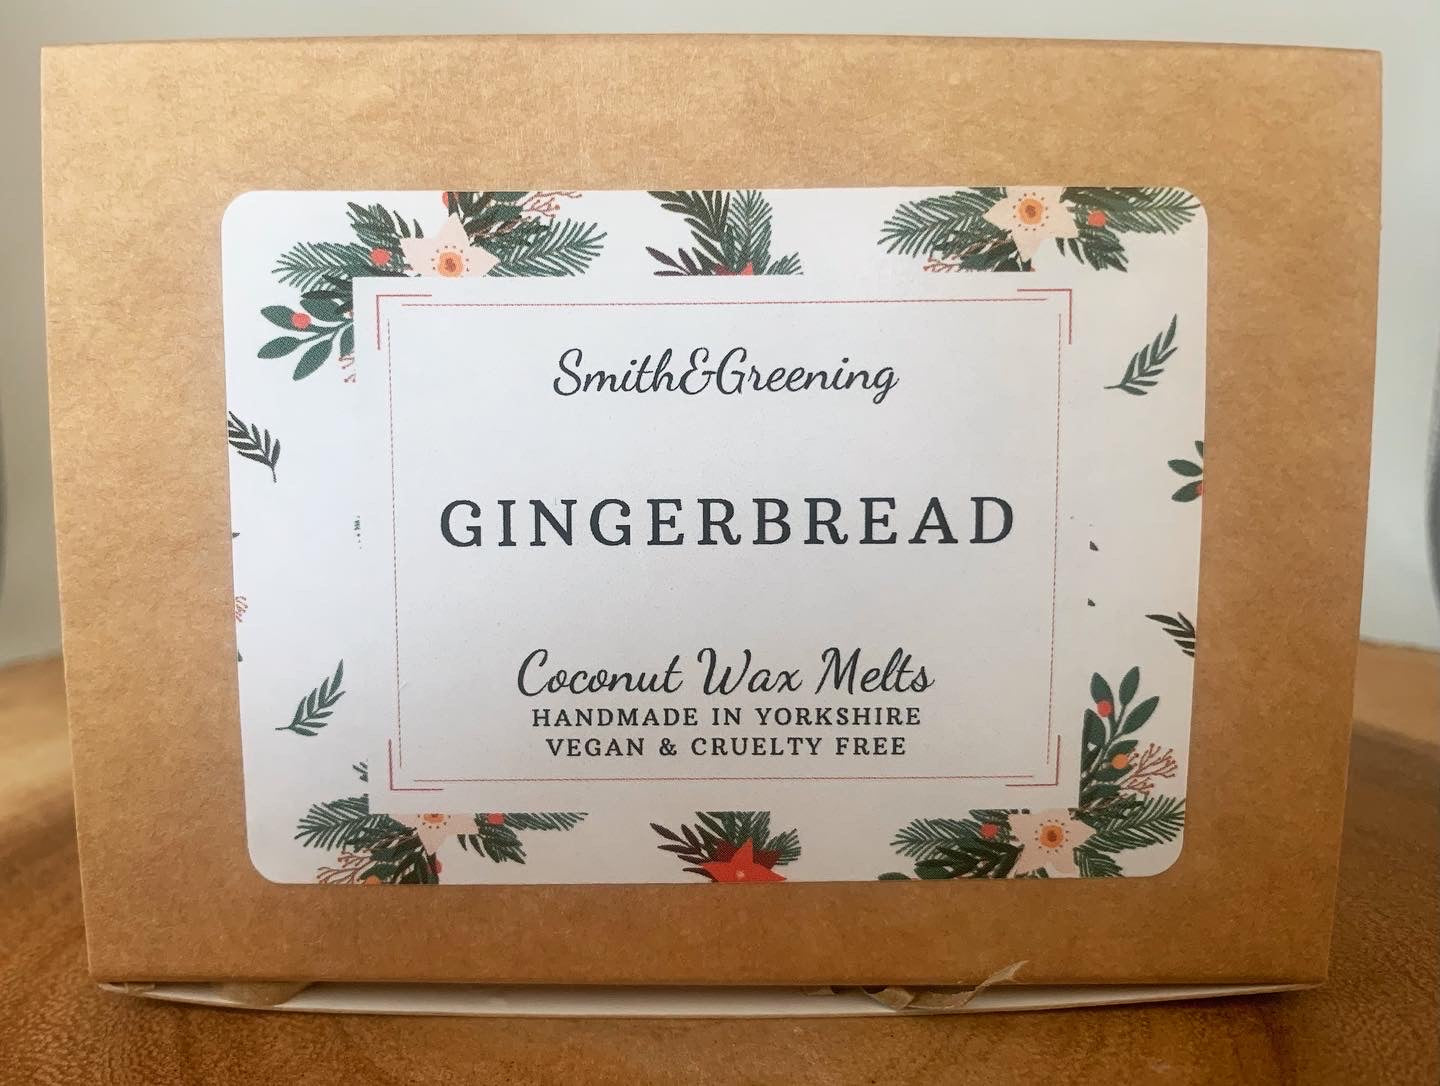 Smith&Greening
GINGERBREAD
Coconut Wax Melts
HANDMADE IN YORKSHIRE
VEGAN & CRUELTY FREE